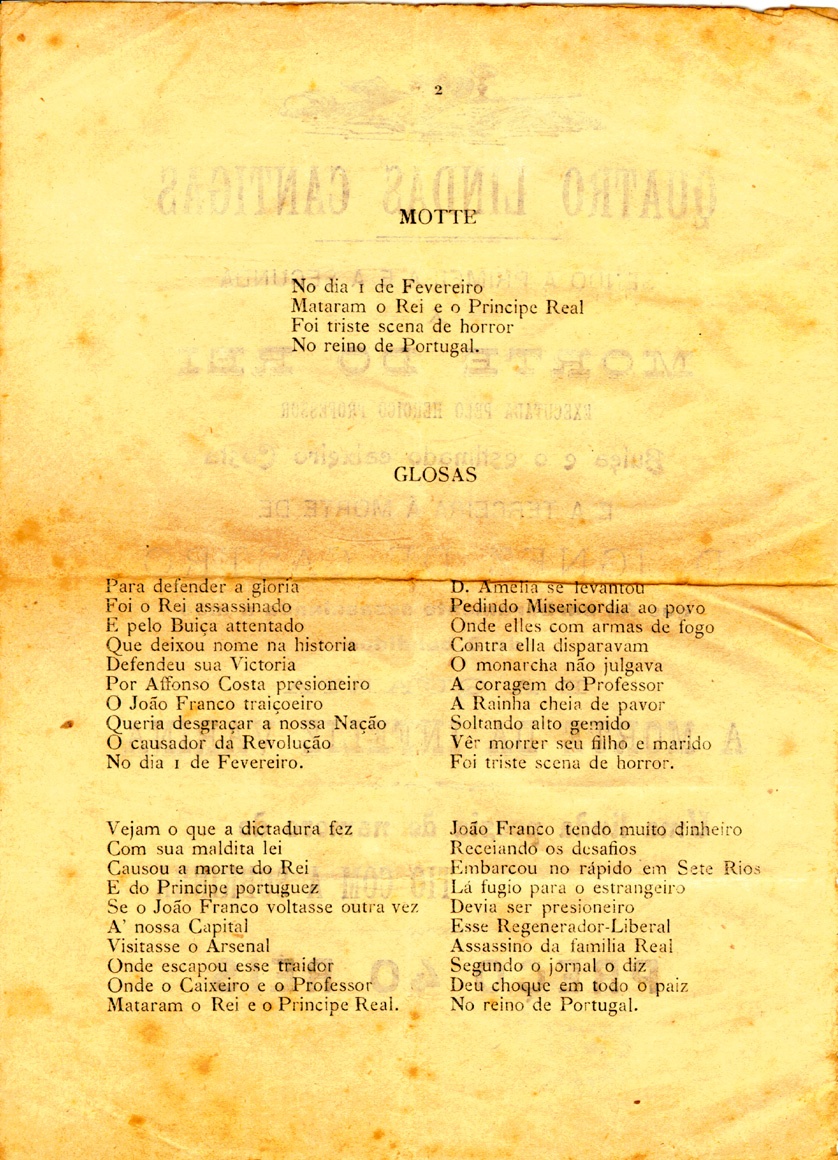 2
MOTTE
No dia 1 de Fevereiro
Mataram o Rei e o Principe Real
Foi triste scena de horror
No reino de Portugal.
GLOSAS
Para defender a gloria
Foi o Rei assassinado
E pelo Buiça attentado
Que deixou nome na historia
Defendeu sua Victoria
Por Affonso Costa presioneiro
O João Franco traiçoeiro
Queria desgraçar a nossa Nação
O causador da Revolução
No dia 1 de Fevereiro.
Vejam o que a dictadura fez
Com sua maldita lei
Causou a morte do Rei
E do Principe portuguez
Se o João Franco voltasse outra vez
A' nossa Capital
Visitasse o Arsenal
Onde escapou esse traidor
Onde o Caixeiro e o Professor
Mataram o Rei e o Principe Real.
D. Amelia se levantou
Pedindo Misericordia ao povo
Onde elles com armas de fogo
Contra ella disparavam
O monarcha não julgava
A coragem do Professor
A Rainha cheia de pavor
Soltando alto gemido
Vêr morrer seu filho e marido
Foi triste scena de horror.
João Franco tendo muito dinheiro
Receiando os desafios
Embarcou no rápido em Sete Rios
Lá fugio para o estrangeiro
Devia ser presioneiro
Esse Regenerador-Liberal
Assassino da familia Real
Segundo o jornal o diz
Deu choque em todo o paiz
No reino de Portugal.